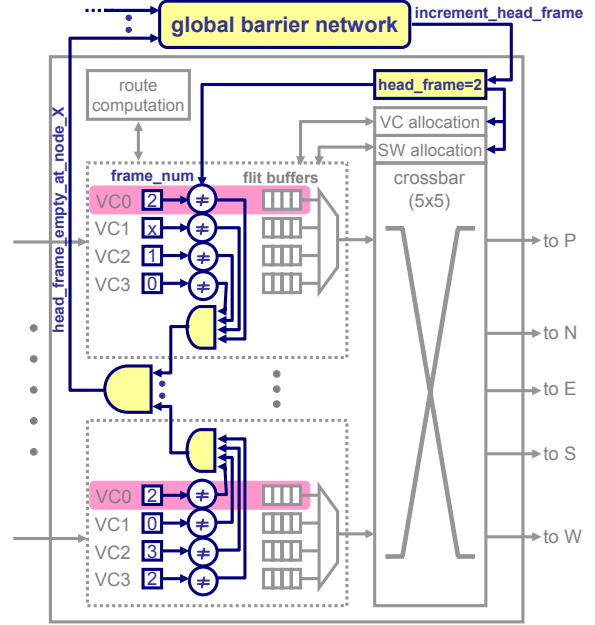 global barrier network
increment_head_frame
head_frame_empty_at_node_X
route
computation
head_frame=2
VC allocation
SW allocation
frame_num
flit buffers
crossbar
(5x5)
VC0 2 ≠
VC1 x ≠
VC2 1 ≠
VC3 0 ≠
VC0 2 ≠
VC1 0 ≠
VC2 3 ≠
VC3 2 ≠
to P
to N
to E
to S
to W